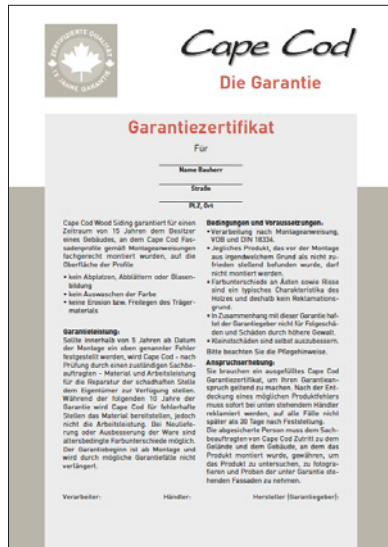 ZERTIFIZIERTE QUALITÄT
15 JAHRE GARANTIE
Cape Cod
Die Garantie
Garantiezertifikat
Für
Name Bauherr
Straße
PLZ, Ort
Cape Cod Wood Siding garantiert für einen
Zeitraum von 15 Jahren dem Besitzer
eines Gebäudes, an dem Cape Cod Fas-
sadenprofile gemäß Montageanweisungen
fachgerecht montiert wurden, auf die
Oberfläche der Profile
• kein Abplatzen, Abblättern oder Blasen-
bildung
• kein Auswaschen der Farbe
• keine Erosion bzw. Freilegen des Träger-
materials
Garantieleistung:
Sollte innerhalb von 5 Jahren ab Datum
der Montage ein oben genannter Fehler
festgestellt werden, wird Cape Cod – nach
Prüfung durch einen zuständigen Sachbe-
auftragten - Material und Arbeitsleistung
für die Reparatur der schadhaften Stelle
dem Eigentümer zur Verfügung stellen.
Während der folgenden 10 Jahre der
Garantie wird Cape Cod für fehlerhafte
Stellen das Material bereitstellen, jedoch
nicht die Arbeitsleistung. Bei Neuliefe-
rung oder Ausbesserung der Ware sind
altersbedingte Farbunterschiede möglich.
Der Garantiebeginn ist ab Montage und
wird durch mögliche Garantiefälle nicht
verlängert.
Bedingungen und Voraussetzungen:
• Verarbeitung nach Montageanweisung,
VOB und DIN 18334.
• Jegliches Produkt, das vor der Montage
aus irgendwelchem Grund als nicht zu-
frieden stellend befunden wurde, darf
nicht montiert werden.
• Farbunterschiede an Ästen sowie Risse
sind ein typisches Charakteristika des
Holzes und deshalb kein Reklamations-
grund.
• In Zusammenhang mit dieser Garantie haf-
tet der Garantiegeber nicht für Folgeschä-
den und Schäden durch höhere Gewalt.
• Kleinstschäden sind selbst auszubessern.
Bitte beachten Sie die Pflegehinweise.
Anspruchserhebung:
Sie brauchen ein ausgefülltes Cape Cod
Garantiezertifikat, um Ihren Garantiean-
spruch geltend zu machen. Nach der Ent-
deckung eines möglichen Produktfehlers
muss sofort bei unten stehendem Händler
reklamiert werden, auf alle Fälle nicht
später als 30 Tage nach Feststellung.
Die abgesicherte Person muss dem Sach-
beauftragten von Cape Cod Zutritt zu dem
Gelände und dem Gebäude, an dem das
Produkt montiert wurde, gewähren, um
das Produkt zu untersuchen, zu fotogra-
fieren und Proben der unter Garantie ste-
henden Fassaden zu nehmen.
Verarbeiter:
Händler:
Hersteller (Garantiegeber):